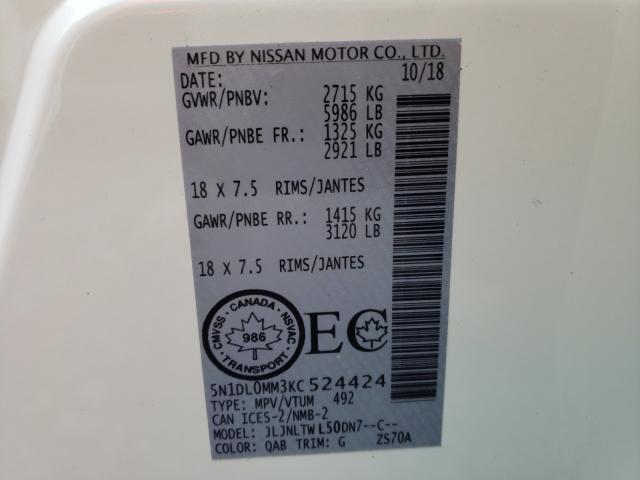 MFD BY NISSAN MOTOR CO., LTD.
DATE: 10/18
GVWR/PNBV: 2715 KG
5986 LB
GAWR/PNBE FR.: 1325 KG
2921 LB
18 X 7.5 RIMS/JANTES
GAWR/PNBE RR.: 1415 KG
3120 LB
18 X 7.5 RIMS/JANTES
CMVSS · CANADA · NSVAC · TRANSPORT ·
986
EC
5N1DL0MM3KC524424
TYPE: MPV/VTUM 492
CAN ICES-2/NMB-2
MODEL: JLJNLTWL50DN7--C--
COLOR: QAB TRIM: G ZS70A